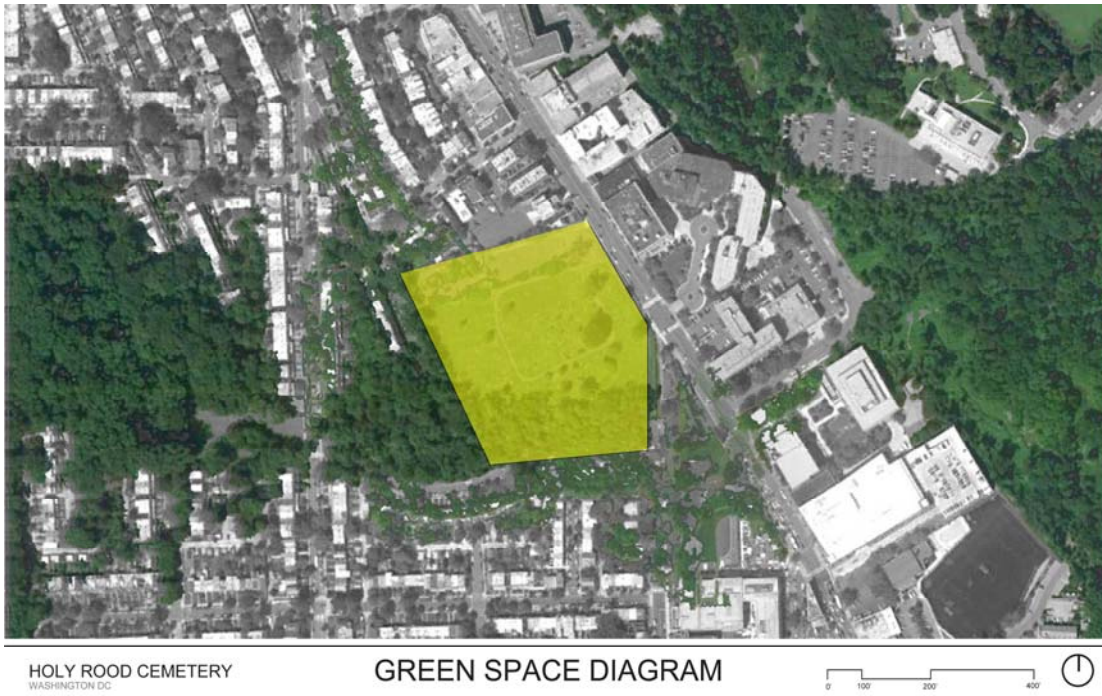 HOLY ROOD CEMETERY
WASHINGTON DC
GREEN SPACE DIAGRAM
0' 100' 200' 400'